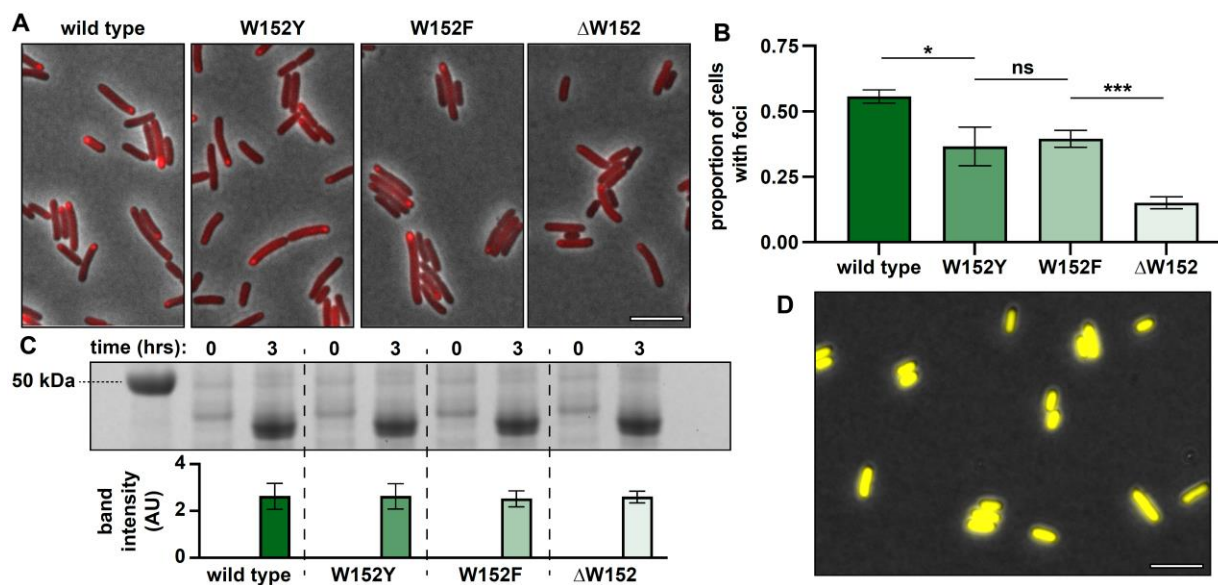 A
wild type
W152Y
W152F
ΔW152
B
0.75
0.50
0.25
0.00
proportion of cells
with foci
*
ns
***
wild type
W152Y
W152F
ΔW152
C
time (hrs):
0
3
0
3
0
3
0
3
50 kDa
4
2
0
band
intensity
(AU)
wild type
W152Y
W152F
ΔW152
D